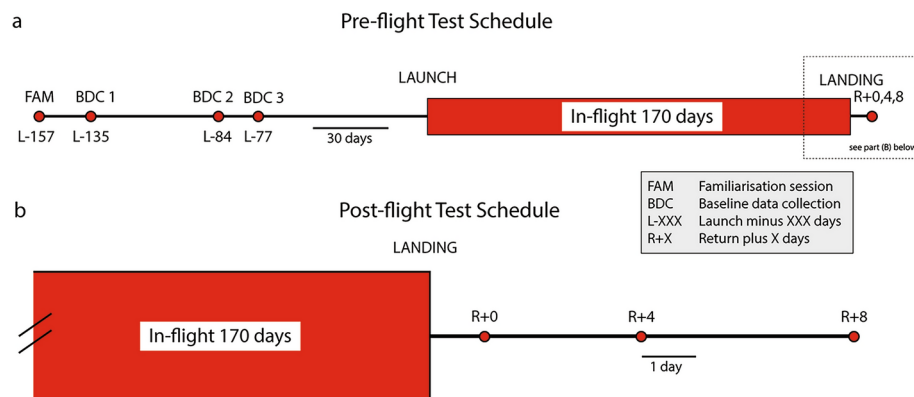 a
Pre-flight Test Schedule
LAUNCH
LANDING
FAM BDC 1 BDC 2 BDC 3
R+0,4,8
In-flight 170 days
L-157 L-135 L-84 L-77
30 days
see part (B) below
FAM Familiarisation session
BDC Baseline data collection
L-XXX Launch minus XXX days
R+X Return plus X days
b
Post-flight Test Schedule
LANDING
R+0 R+4 R+8
In-flight 170 days
1 day